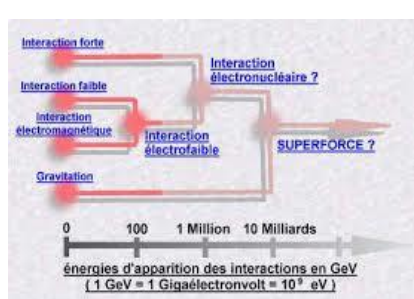 Interaction forte
Interaction
électronucléaire ?
Interaction faible
Interaction
électromagnétique
Interaction
électrofaible
SUPERFORCE ?
Gravitation
0 100 1 Million 10 Milliards
énergies d'apparition des interactions en GeV
( 1 GeV = 1 Gigaélectronvolt = 10⁹ eV )